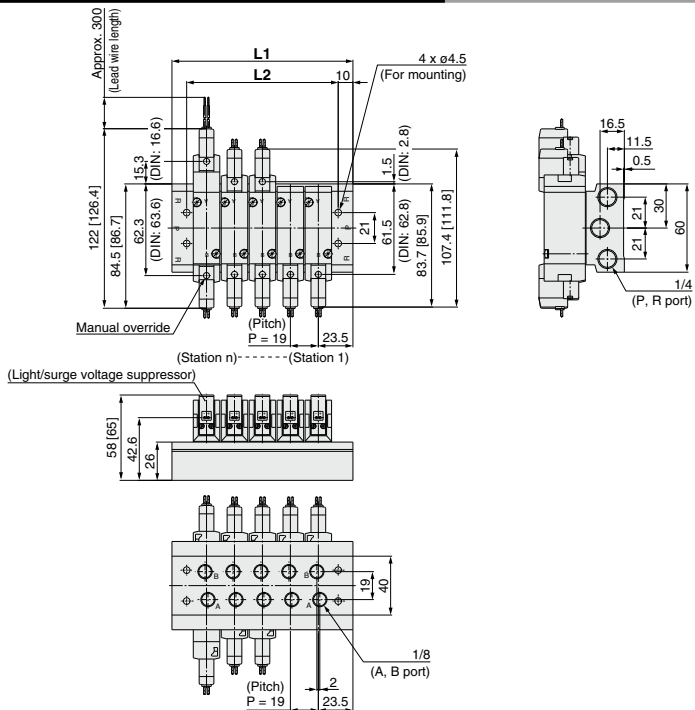 Approx. 300
(Lead wire length)
L1
L2
10
4 x ø4.5
(For mounting)
15.3
(DIN: 16.6)
1.5
(DIN: 2.8)
122 [126.4]
84.5 [86.7]
62.3
(DIN: 63.6)
R
P
R
Y Y Y Y Y
B B B B B
R
P
R
21
61.5
(DIN: 62.8)
83.7 [85.9]
107.4 [111.8]
Manual override
(Pitch)
P = 19
23.5
(Station n)
(Station 1)
16.5
11.5
0.5
21
21
30
60
1/4
(P, R port)
(Light/surge voltage suppressor)
58 [65]
42.6
26
B
B
A
A
19
40
1/8
(A, B port)
2
(Pitch)
P = 19
23.5